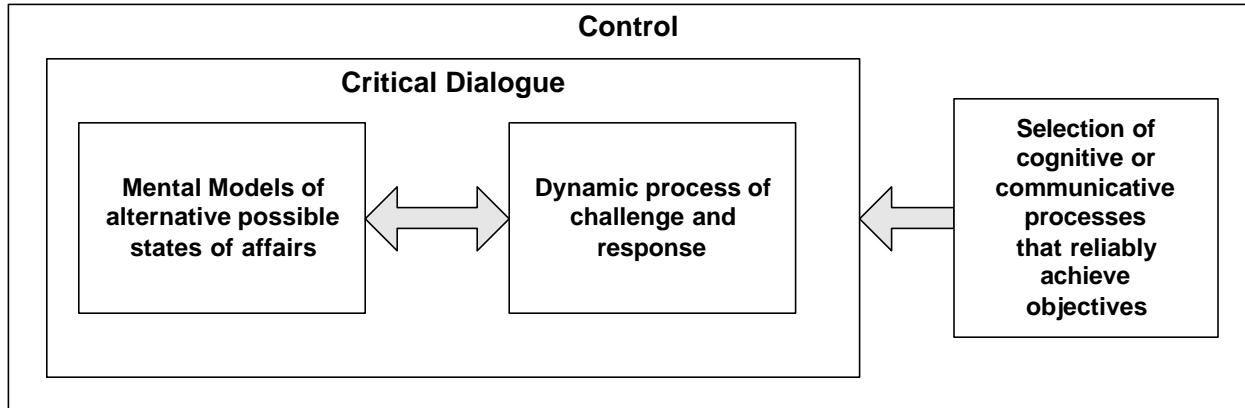 Control
Critical Dialogue
Mental Models of
alternative possible
states of affairs
Dynamic process of
challenge and
response
Selection of
cognitive or
communicative
processes
that reliably
achieve
objectives